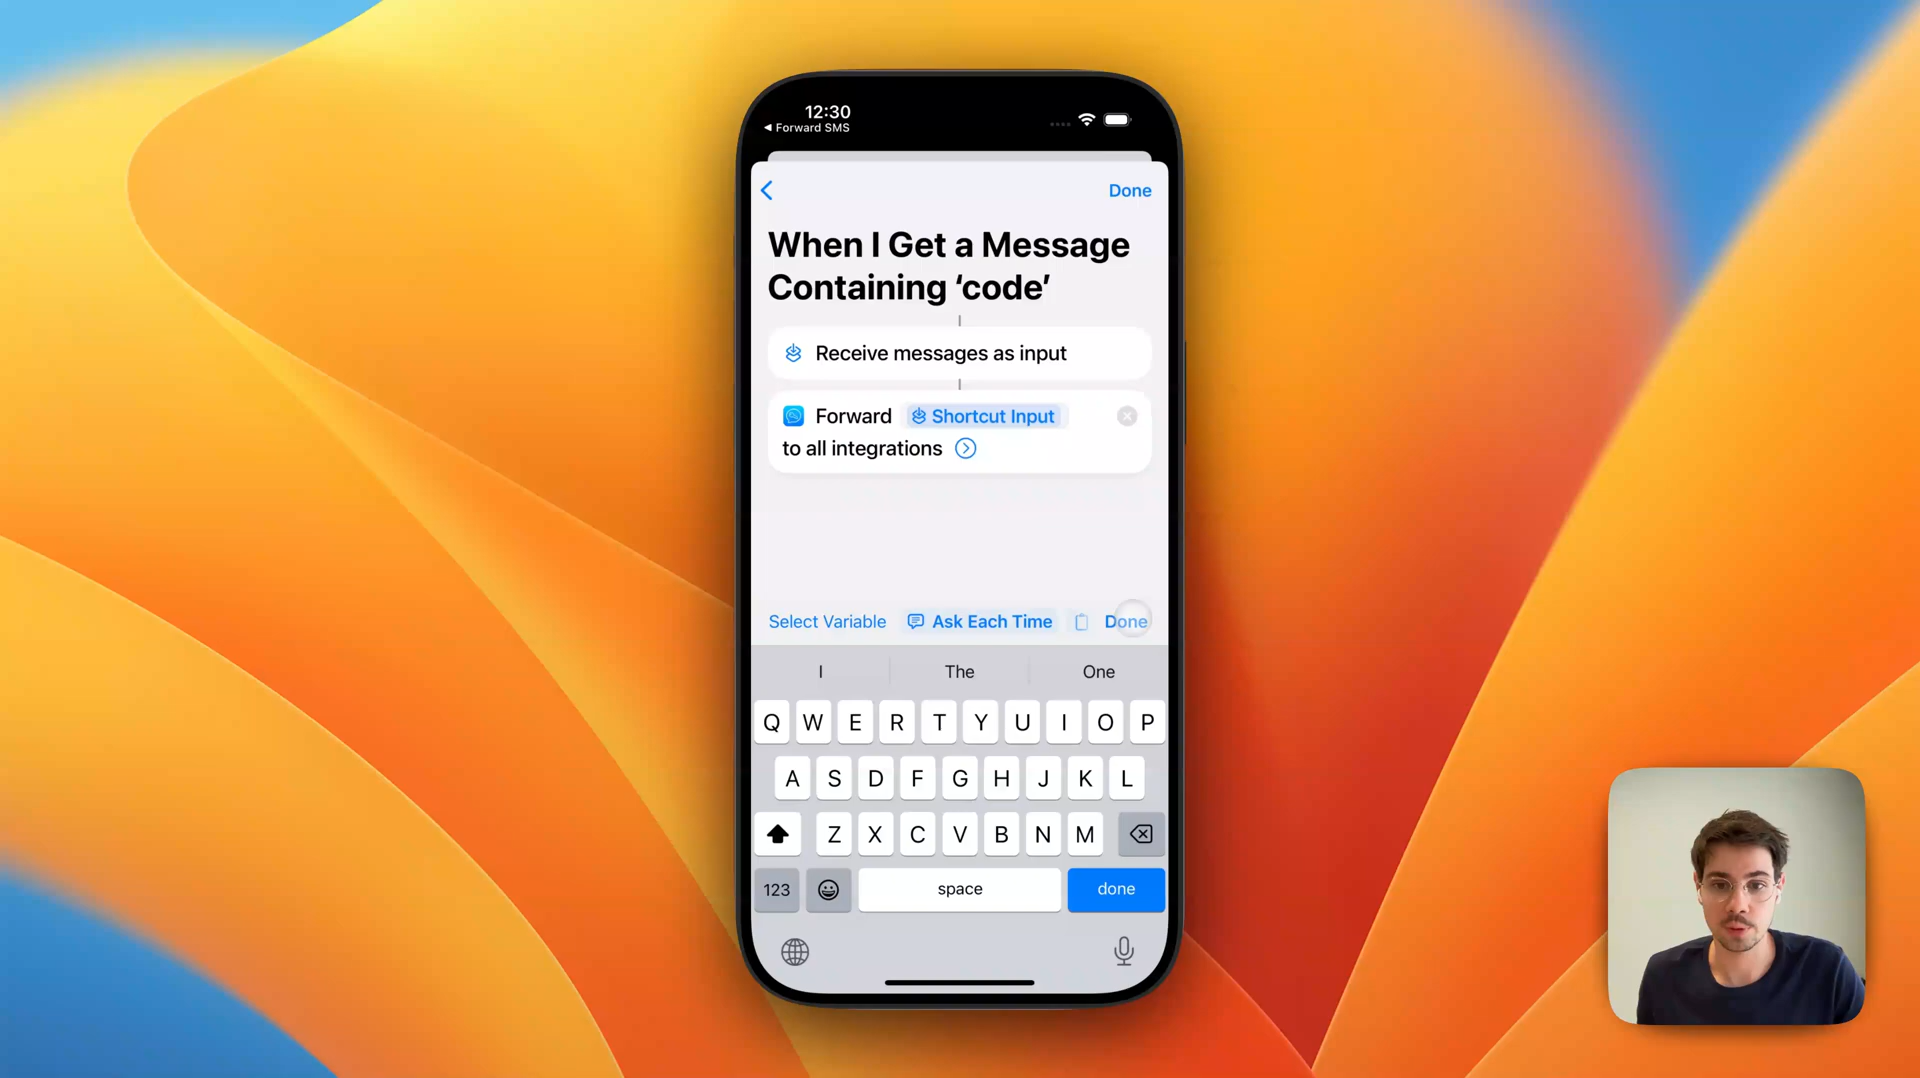 12:30
Forward SMS
Done
When I Get a Message
Containing ‘code’
Receive messages as input
Forward Shortcut Input
to all integrations
Select Variable Ask Each Time Done
I The One
Q W E R T Y U I O P
A S D F G H J K L
Z X C V B N M
123 space done